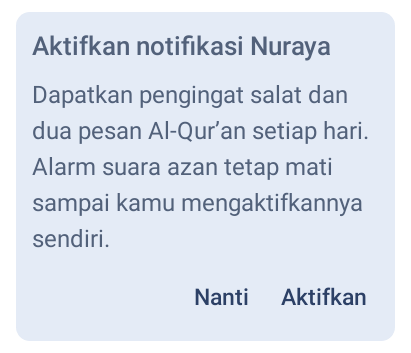 Aktifkan notifikasi Nuraya
Dapatkan pengingat salat dan
dua pesan Al-Qur’an setiap hari.
Alarm suara azan tetap mati
sampai kamu mengaktifkannya
sendiri.
Nanti Aktifkan